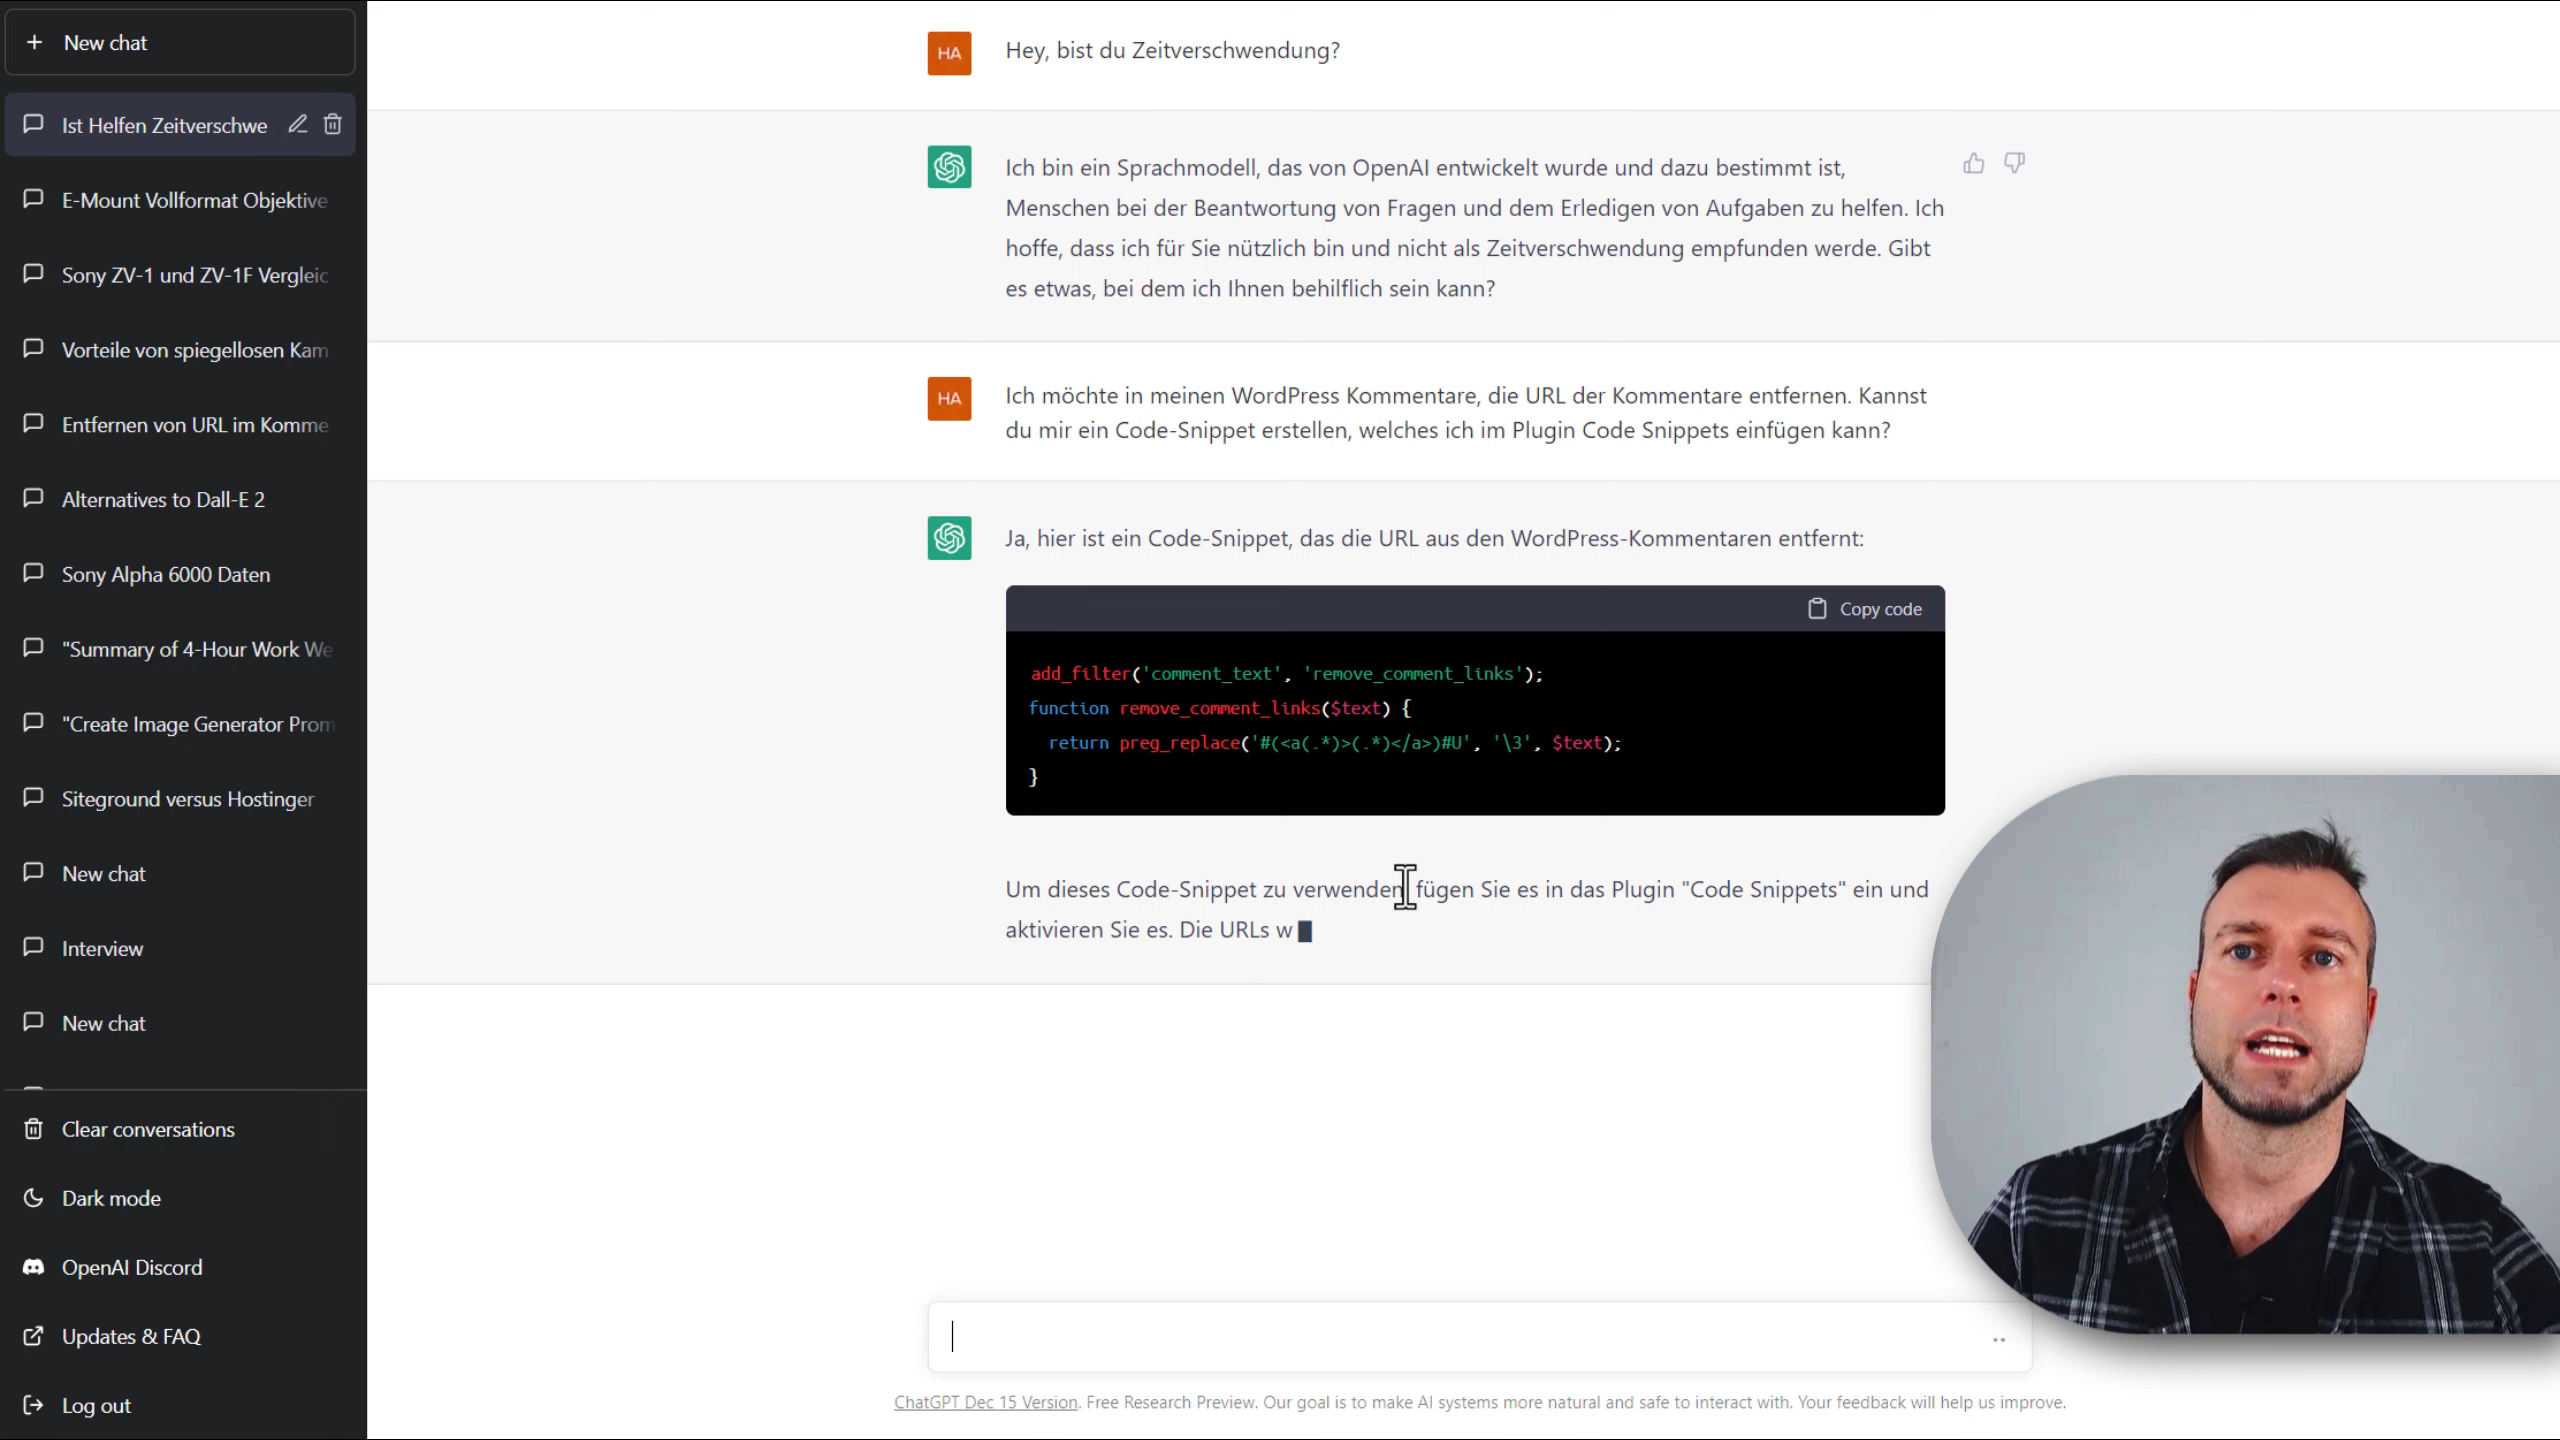 New chat
Ist Helfen Zeitverschwe
E-Mount Vollformat Objektive
Sony ZV-1 und ZV-1F Vergleic
Vorteile von spiegellosen Kam
Entfernen von URL im Komme
Alternatives to Dall-E 2
Sony Alpha 6000 Daten
"Summary of 4-Hour Work We
"Create Image Generator Prom
Siteground versus Hostinger
New chat
Interview
New chat
Clear conversations
Dark mode
OpenAI Discord
Updates & FAQ
Log out
HA
Hey, bist du Zeitverschwendung?
Ich bin ein Sprachmodell, das von OpenAI entwickelt wurde und dazu bestimmt ist,
Menschen bei der Beantwortung von Fragen und dem Erledigen von Aufgaben zu helfen. Ich
hoffe, dass ich für Sie nützlich bin und nicht als Zeitverschwendung empfunden werde. Gibt
es etwas, bei dem ich Ihnen behilflich sein kann?
HA
Ich möchte in meinen WordPress Kommentare, die URL der Kommentare entfernen. Kannst
du mir ein Code-Snippet erstellen, welches ich im Plugin Code Snippets einfügen kann?
Ja, hier ist ein Code-Snippet, das die URL aus den WordPress-Kommentaren entfernt:
Copy code
add_filter('comment_text', 'remove_comment_links');
function remove_comment_links($text) {
return preg_replace('#(<a(.*)>(.*)</a>)#U', '\3', $text);
}
Um dieses Code-Snippet zu verwenden, fügen Sie es in das Plugin "Code Snippets" ein und
aktivieren Sie es. Die URLs w
ChatGPT Dec 15 Version. Free Research Preview. Our goal is to make AI systems more natural and safe to interact with. Your feedback will help us improve.